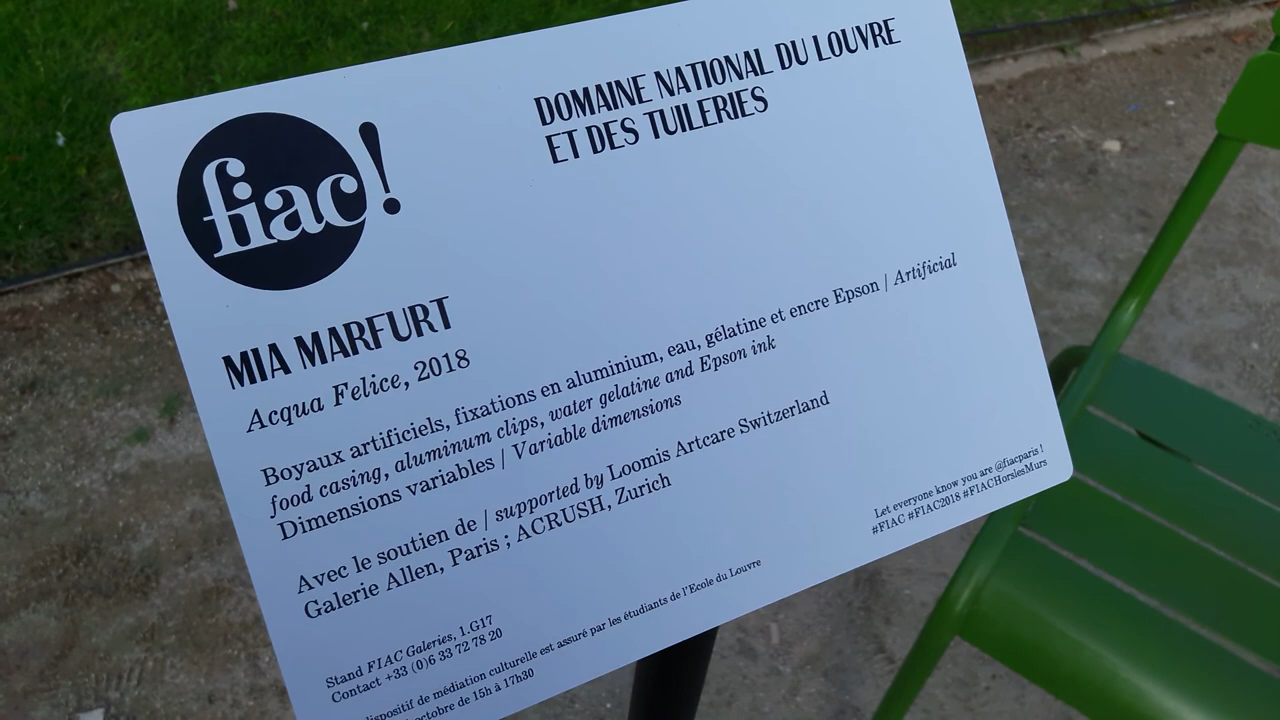 fiac!
DOMAINE NATIONAL DU LOUVRE
ET DES TUILERIES
MIA MARFURT
Acqua Felice, 2018
Boyaux artificiels, fixations en aluminium, eau, gélatine et encre Epson | Artificial
food casing, aluminum clips, water gelatine and Epson ink
Dimensions variables | Variable dimensions
Avec le soutien de | supported by Loomis Artcare Switzerland
Galerie Allen, Paris ; ACRUSH, Zurich
Let everyone know you are @fiacparis !
#FIAC #FIAC2018 #FIACHorslesMurs
Stand FIAC Galeries, 1.G17
Contact +33 (0)6 33 72 78 20
dispositif de médiation culturelle est assuré par les étudiants de l'Ecole du Louvre
octobre de 15h à 17h30